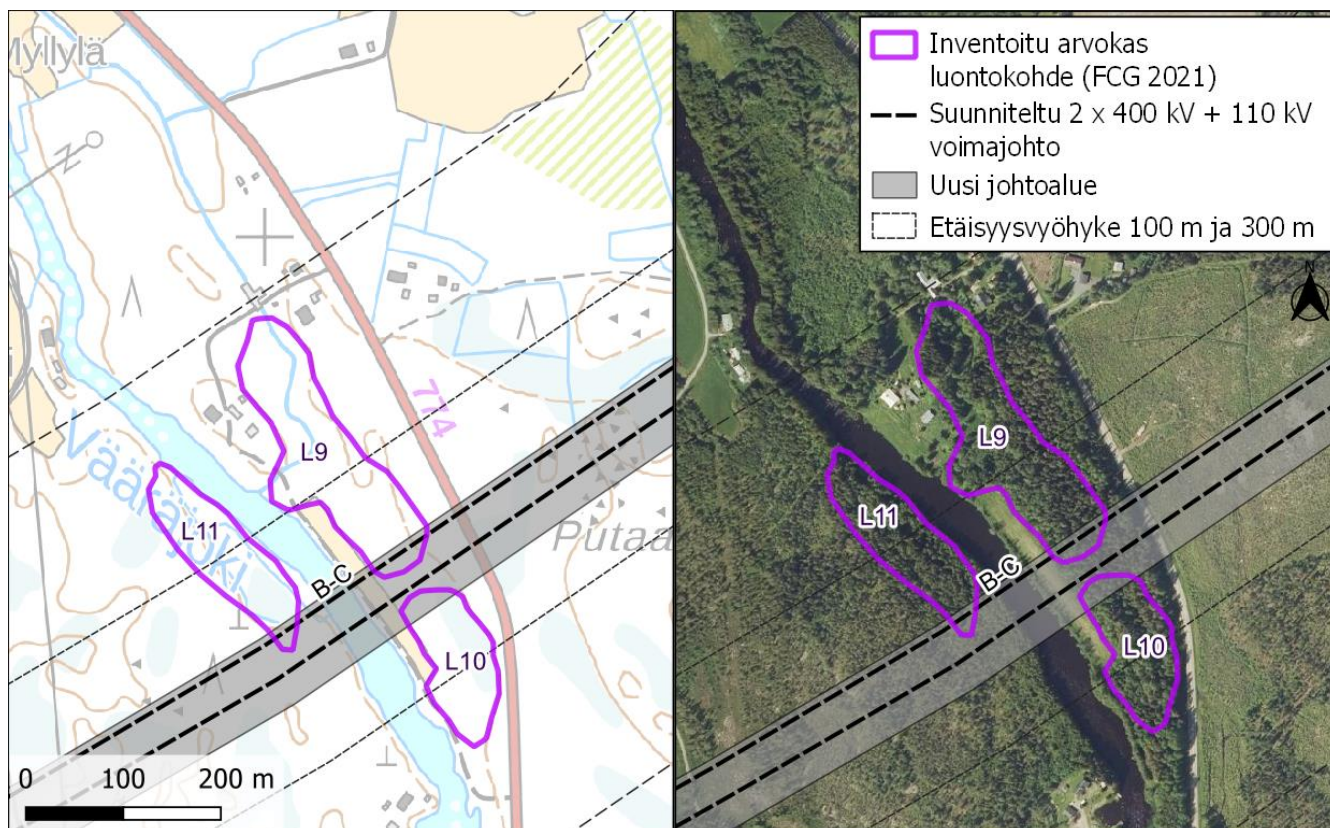 Myllylä
774
L9
L11
Vääräjoki
B-C
L10
0 100 200 m
Inventoitu arvokas
luontokohde (FCG 2021)
Suunniteltu 2 x 400 kV + 110 kV
voimajohto
Uusi johtoalue
Etäisyysvyöhyke 100 m ja 300 m
N
L9
L11
B-C
L10